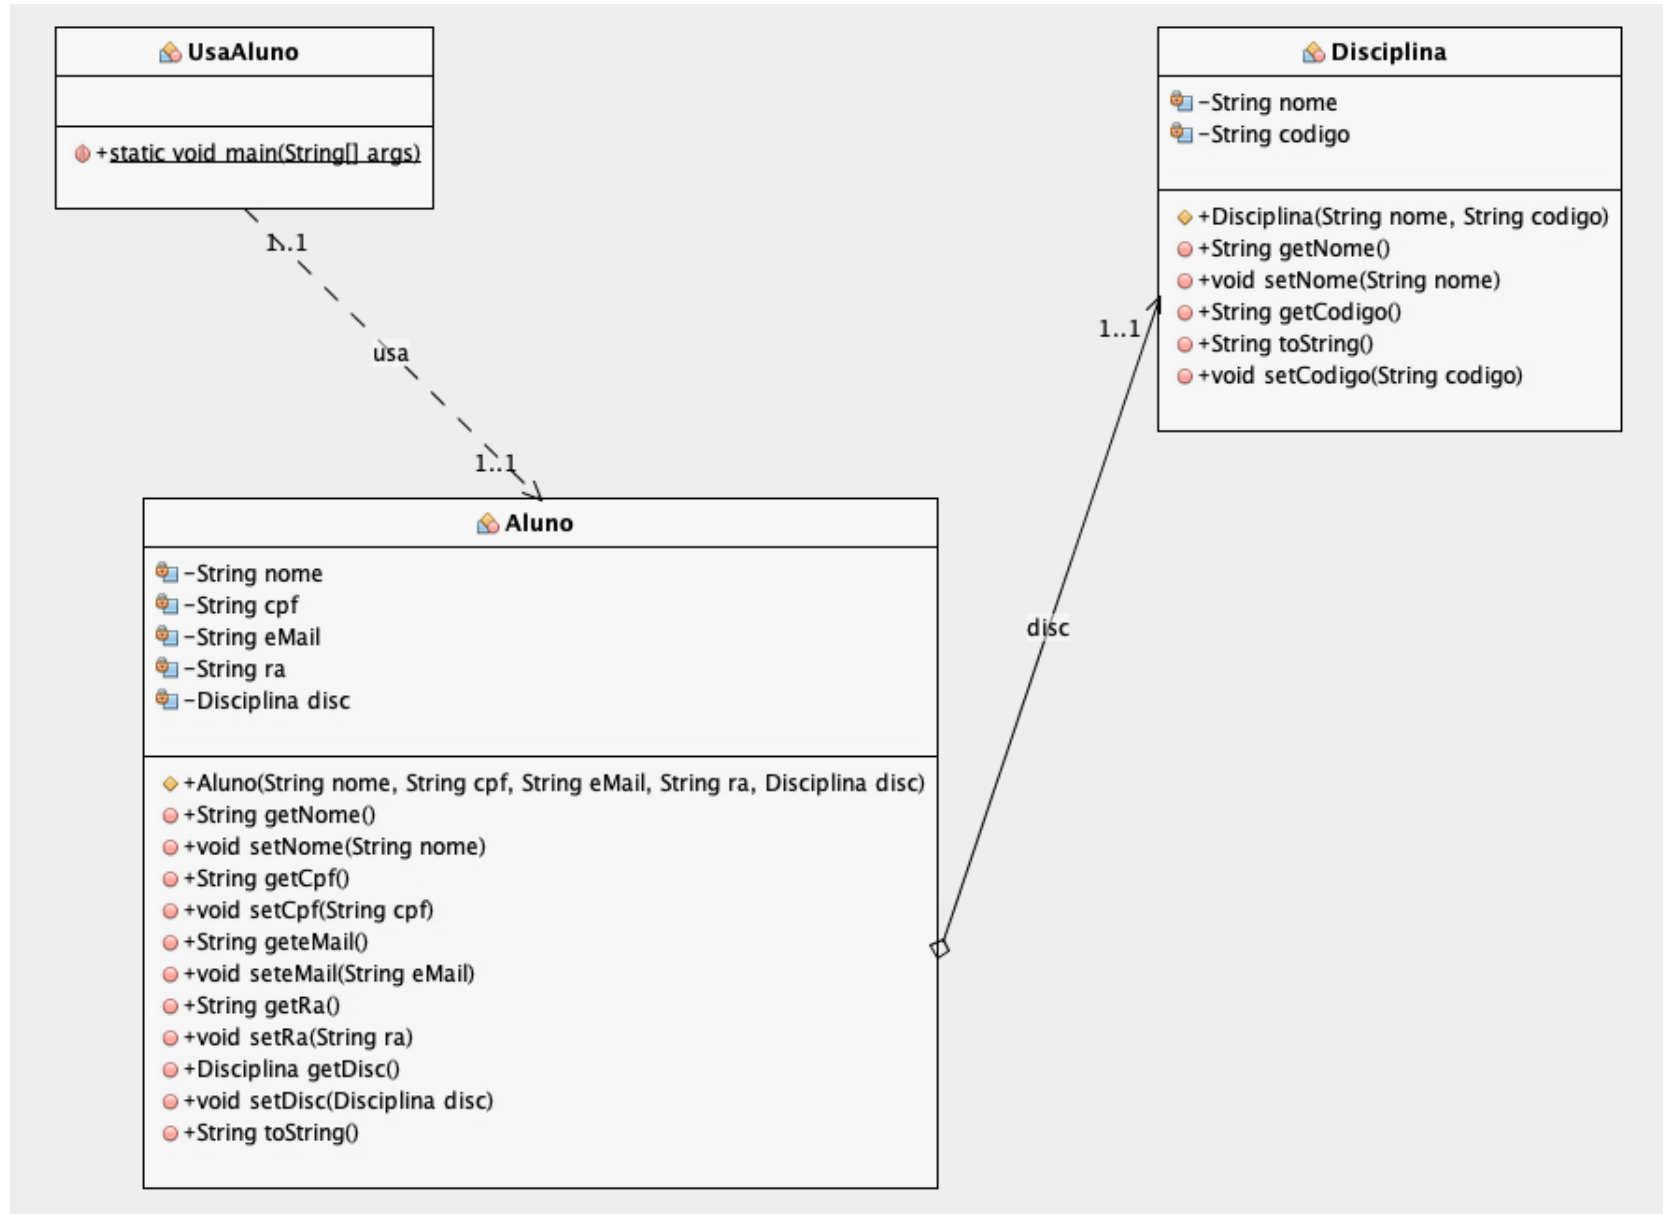 UsaAluno
+static void main(String[] args)
1..1
usa
1..1
Disciplina
-String nome
-String codigo
+Disciplina(String nome, String codigo)
+String getNome()
+void setNome(String nome)
+String getCodigo()
+String toString()
+void setCodigo(String codigo)
1..1
disc
Aluno
-String nome
-String cpf
-String eMail
-String ra
-Disciplina disc
+Aluno(String nome, String cpf, String eMail, String ra, Disciplina disc)
+String getNome()
+void setNome(String nome)
+String getCpf()
+void setCpf(String cpf)
+String geteMail()
+void seteMail(String eMail)
+String getRa()
+void setRa(String ra)
+Disciplina getDisc()
+void setDisc(Disciplina disc)
+String toString()